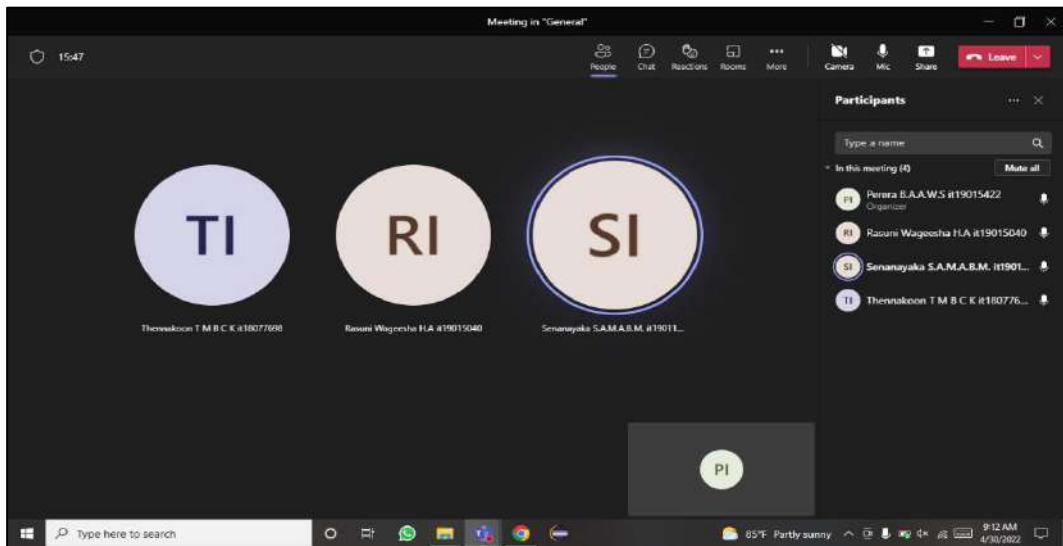 Meeting in "General"
15:47
People
Chat
Reactions
Rooms
More
Camera
Mic
Share
Leave
Participants
Type a name
In this meeting (4)
Mute all
PI
Perera B.A.A.W.S it19015422
Organizer
RI
Rasuni Wageesha H.A it19015040
SI
Senanayaka S.A.M.A.B.M. it1901...
TI
Thennakoon T M B C K it180776...
TI
RI
SI
Thennakoon T M B C K it18077698
Rasuni Wageesha H.A it19015040
Senanayaka S.A.M.A.B.M. it19011...
PI
Type here to search
85°F Partly sunny
9:12 AM
4/30/2022